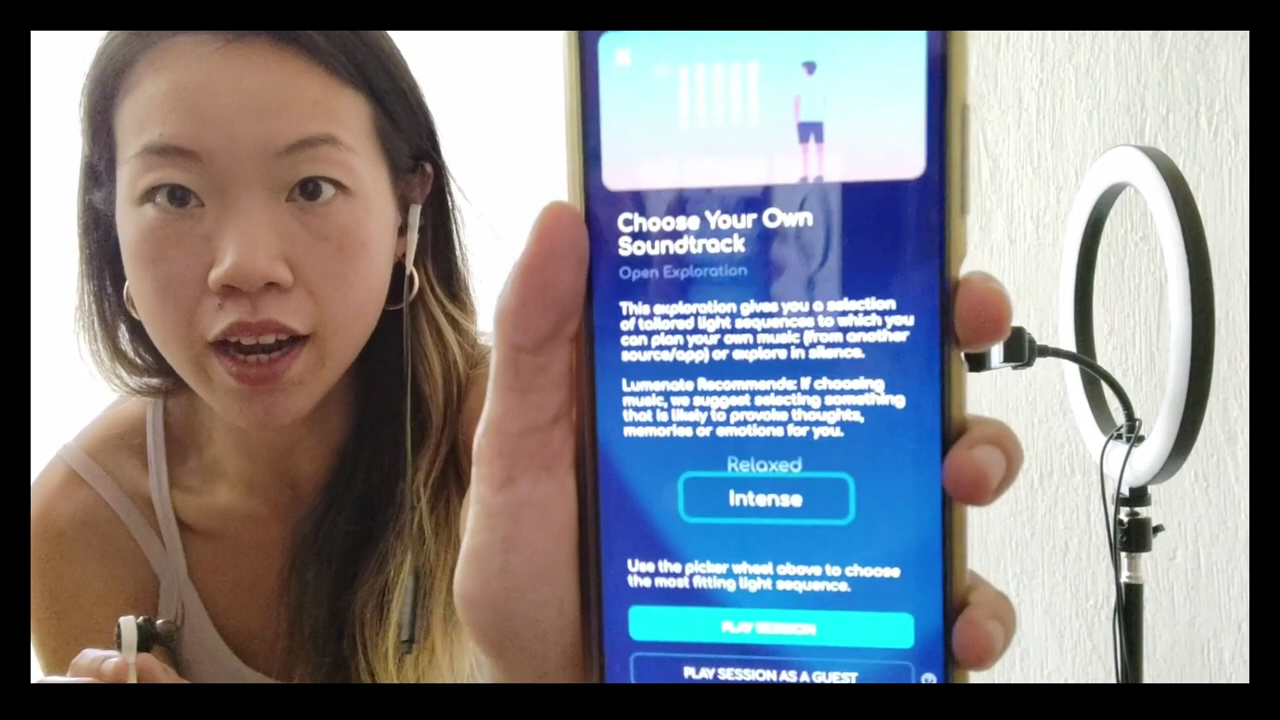 Choose Your Own
Soundtrack
Open Exploration
This exploration gives you a selection
of tailored light sequences to which you
can plan your own music (from another
source/app) or explore in silence.
Lumenate Recommends: If choosing
music, we suggest selecting something
that is likely to provoke thoughts,
memories or emotions for you.
Relaxed
Intense
Use the picker wheel above to choose
the most fitting light sequence.
PLAY SESSION
PLAY SESSION AS A GUEST